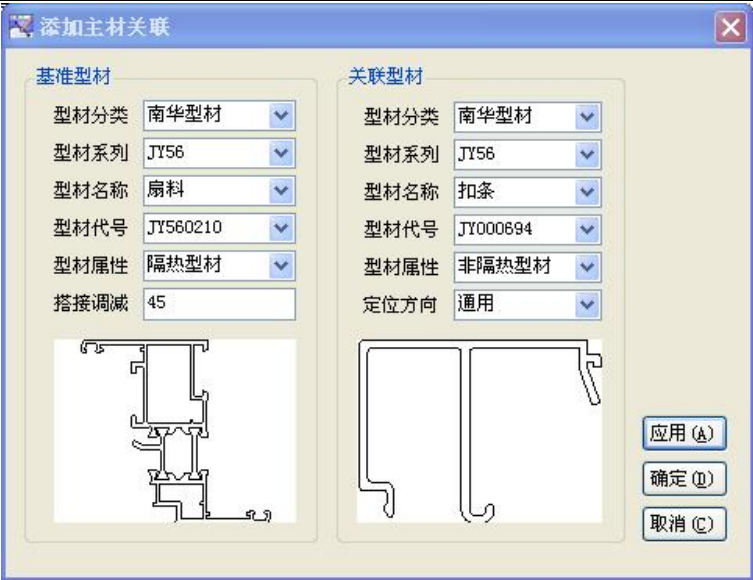 添加主材关联
基准型材
型材分类 南华型材
型材系列 JY56
型材名称 扇料
型材代号 JY560210
型材属性 隔热型材
搭接调减 45
关联型材
型材分类 南华型材
型材系列 JY56
型材名称 扣条
型材代号 JY000694
型材属性 非隔热型材
定位方向 通用
应用(A)
确定(D)
取消(C)